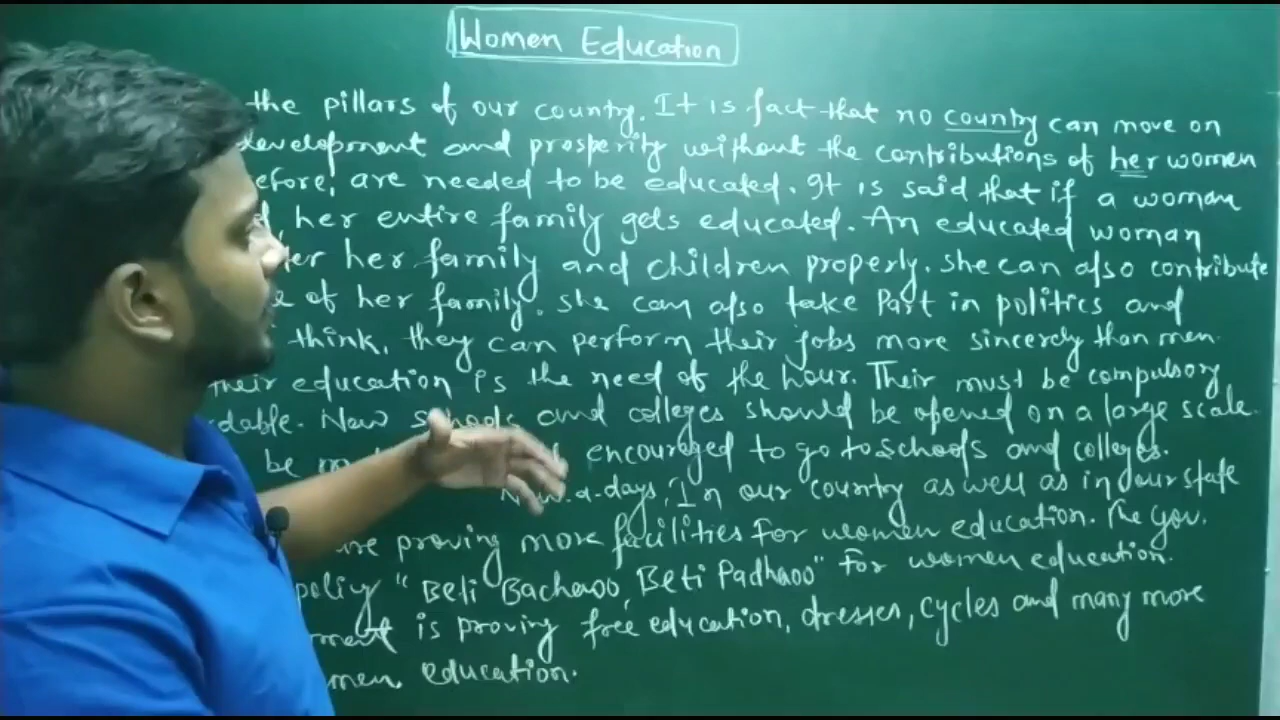 Women Education
the pillars of our country. It is fact that no country can move on
development and prosperity without the contributions of her women
efore, are needed to be educated. It is said that if a woman
d, her entire family gets educated. An educated woman
her family and children properly. She can also contribute
e of her family. She can also take Part in politics and
think, they can perform their jobs more sincerely than men.
their education is the need of the hour. Their must be compulsory
dable. New schools and colleges should be opened on a large scale.
be encouraged to go to schools and colleges.
Now-a-days, In our country as well as in our state
are proving more facilities for women education. The gov.
poliy "Beti Bachaoo, Beti Padhaoo" for women education.
ment is proving free education, dresses, cycles and many more
men education.